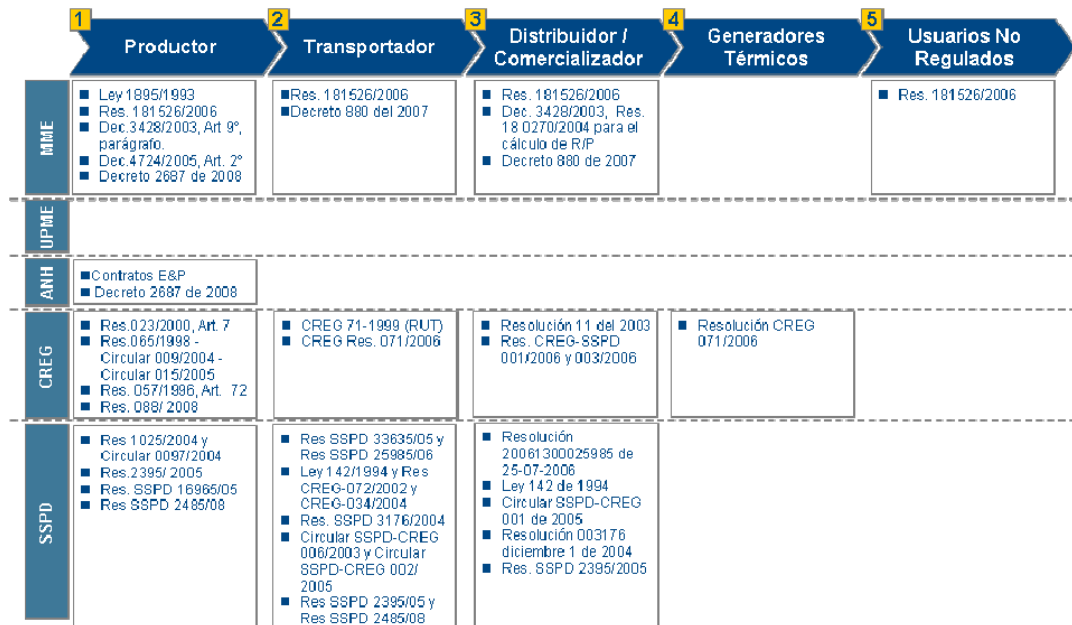 1
Productor
2
Transportador
3
Distribuidor /
Comercializador
4
Generadores
Térmicos
5
Usuarios No
Regulados
MME
■ Ley 1895/1993
■ Res. 181526/2006
■ Dec.3428/2003, Art 9º,
parágrafo.
■ Dec.4724/2005, Art. 2º
■ Decreto 2687 de 2008
■Res. 181526/2006
■Decreto 880 del 2007
■ Res. 181526/2006
■ Dec. 3428/2003, Res.
18 0270/2004 para el
cálculo de R/P
■ Decreto 880 de 2007
■ Res. 181526/2006
UPME
ANH
■Contratos E&P
■ Decreto 2687 de 2008
CREG
■ Res.023/2000, Art. 7
■ Res.065/1998 -
Circular 009/2004 -
Circular 015/2005
■ Res. 057/1996, Art. 72
■ Res. 088/ 2008
■ CREG 71-1999 (RUT)
■ CREG Res. 071/2006
■ Resolución 11 del 2003
■ Res. CREG-SSPD
001/2006 y 003/2006
■ Resolución CREG
071/2006
SSPD
■ Res 1025/2004 y
Circular 0097/2004
■ Res.2395/ 2005
■ Res. SSPD 16965/05
■ Res SSPD 2485/08
■ Res SSPD 33635/05 y
Res SSPD 25985/06
■ Ley 142/1994 y Res
CREG-072/2002 y
CREG-034/2004
■ Res. SSPD 3176/2004
■ Circular SSPD-CREG
006/2003 y Circular
SSPD-CREG 002/
2005
■ Res SSPD 2395/05 y
Res SSPD 2485/08
■ Resolución
20061300025985 de
25-07-2006
■ Ley 142 de 1994
■ Circular SSPD-CREG
001 de 2005
■ Resolución 003176
diciembre 1 de 2004
■ Res. SSPD 2395/2005